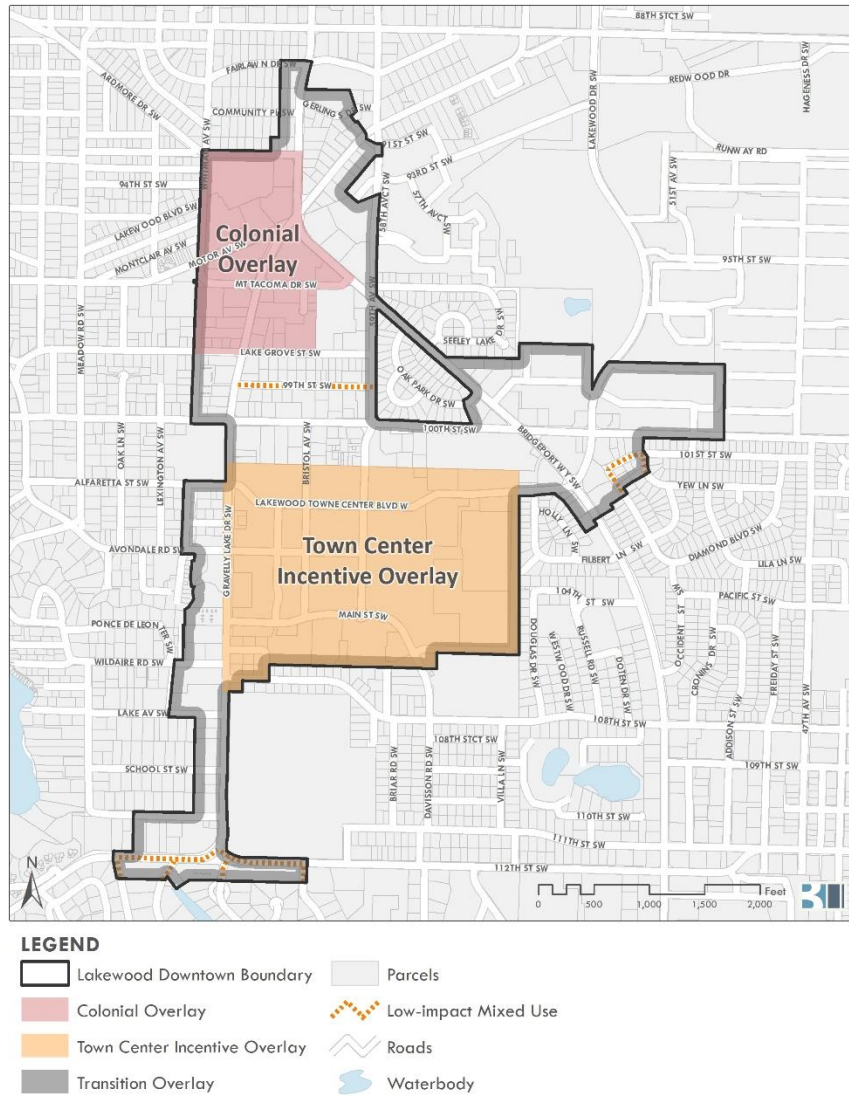 88TH STCT SW
FAIRLAWN DR SW
REDWOOD DR
HAGENESS DR SW
ARDMORE DR SW
LAKEWOOD DR SW
COMMUNITY PL SW
91ST ST SW
93RD ST SW
RUNWAY RD
94TH ST SW
57TH AVCT SW
58TH AVCT SW
51ST AV SW
LAKEWOOD BLVD SW
Colonial
Overlay
MONTCLAIR AV SW
MOTOR AV SW
95TH ST SW
MT TACOMA DR SW
59TH AV SW
MEADOW RD SW
SEELEY LAKE DR SW
LAKE GROVE ST SW
OAK PARK DR SW
99TH ST SW
100TH ST SW
BRIDGEPORT WY SW
OAK LN SW
LEXINGTON AV SW
BRISTOL AV SW
101ST ST SW
ALFARETTA ST SW
YEW LN SW
LAKEWOOD TOWNE CENTER BLVD W
HOLLY LN SW
GRAVELLY LAKE DR SW
DIAMOND BLVD SW
AVONDALE RD SW
Town Center
Incentive Overlay
FILBERT LN SW
LILA LN SW
SW
104TH ST SW
PACIFIC ST SW
MAIN ST SW
PONCE DE LEON TER SW
DOUGLAS DR SW
WESTWOOD DR SW
RUSSELL RD SW
DOTEN DR SW
OCCIDENT ST
CRONINS DR SW
FREIDAY ST SW
WILDAIRE RD SW
LAKE AV SW
108TH ST SW
ADDISON ST SW
47TH AV SW
108TH STCT SW
SCHOOL ST SW
BRIAR RD SW
DAVISSON RD SW
VILLA LN SW
109TH ST SW
110TH ST SW
111TH ST SW
112TH ST SW
N
Feet
0 500 1,000 1,500 2,000
LEGEND
Lakewood Downtown Boundary
Parcels
Colonial Overlay
Low-impact Mixed Use
Town Center Incentive Overlay
Roads
Transition Overlay
Waterbody